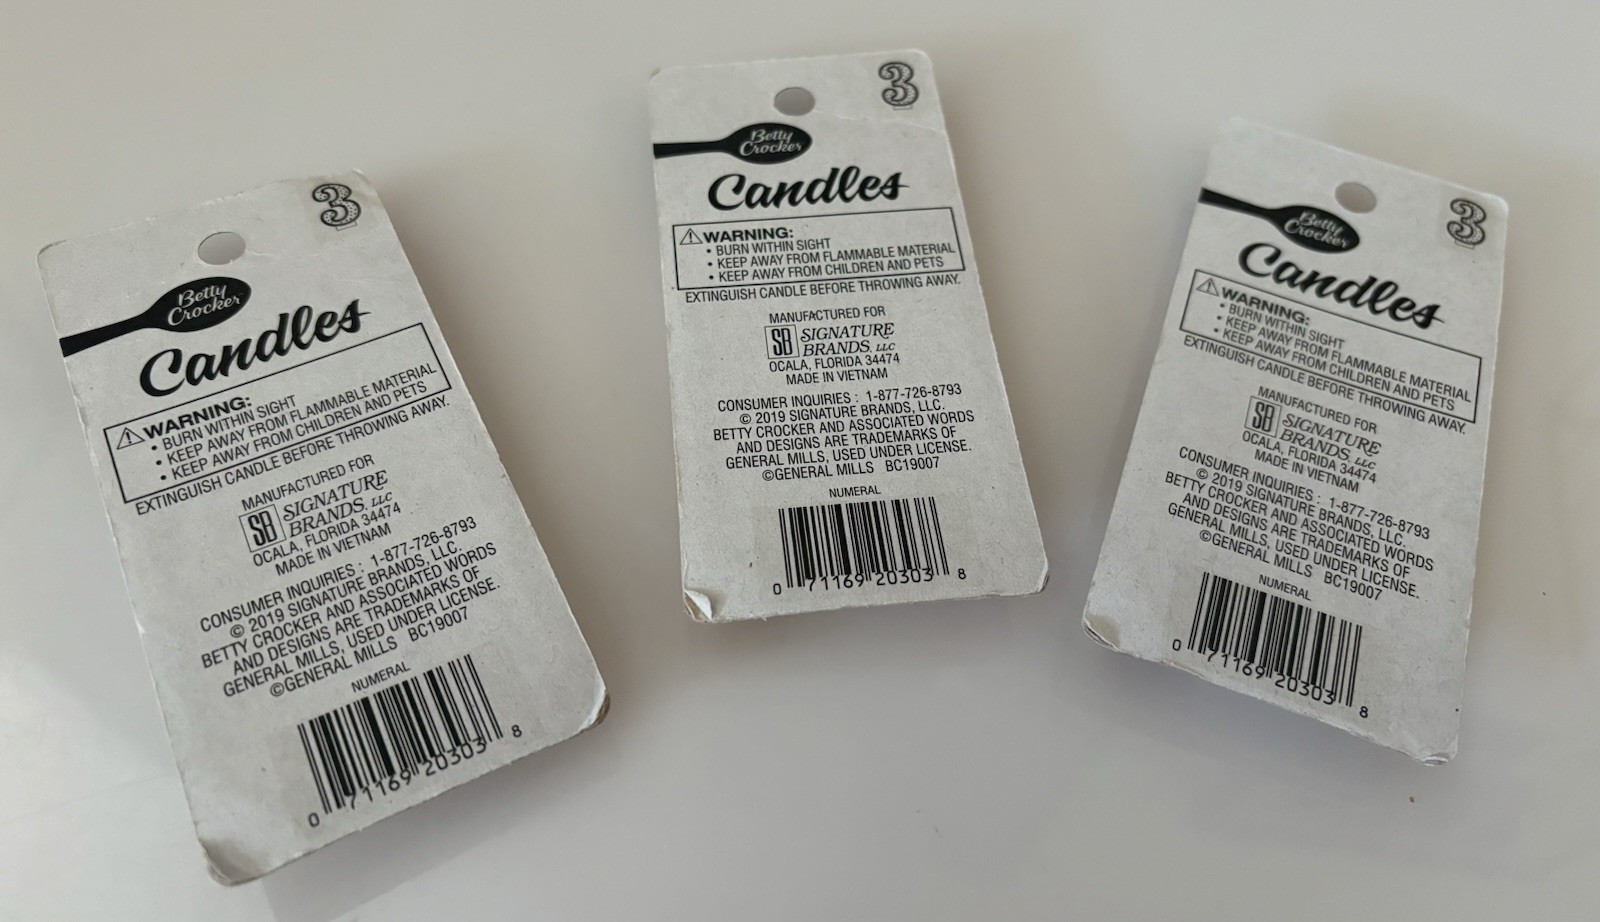 3
Betty
Crocker
Candles
⚠WARNING:
• BURN WITHIN SIGHT
• KEEP AWAY FROM FLAMMABLE MATERIAL
• KEEP AWAY FROM CHILDREN AND PETS
EXTINGUISH CANDLE BEFORE THROWING AWAY.
MANUFACTURED FOR
SB SIGNATURE
BRANDS, LLC
OCALA, FLORIDA 34474
MADE IN VIETNAM
CONSUMER INQUIRIES : 1-877-726-8793
© 2019 SIGNATURE BRANDS, LLC.
BETTY CROCKER AND ASSOCIATED WORDS
AND DESIGNS ARE TRADEMARKS OF
GENERAL MILLS, USED UNDER LICENSE.
©GENERAL MILLS BC19007
NUMERAL
0 71169 20303 8
3
Betty
Crocker
Candles
⚠WARNING:
• BURN WITHIN SIGHT
• KEEP AWAY FROM FLAMMABLE MATERIAL
• KEEP AWAY FROM CHILDREN AND PETS
EXTINGUISH CANDLE BEFORE THROWING AWAY.
MANUFACTURED FOR
SB SIGNATURE
BRANDS, LLC
OCALA, FLORIDA 34474
MADE IN VIETNAM
CONSUMER INQUIRIES : 1-877-726-8793
© 2019 SIGNATURE BRANDS, LLC.
BETTY CROCKER AND ASSOCIATED WORDS
AND DESIGNS ARE TRADEMARKS OF
GENERAL MILLS, USED UNDER LICENSE.
©GENERAL MILLS BC19007
NUMERAL
0 71169 20303 8
3
Betty
Crocker
Candles
⚠WARNING:
• BURN WITHIN SIGHT
• KEEP AWAY FROM FLAMMABLE MATERIAL
• KEEP AWAY FROM CHILDREN AND PETS
EXTINGUISH CANDLE BEFORE THROWING AWAY.
MANUFACTURED FOR
SB SIGNATURE
BRANDS, LLC
OCALA, FLORIDA 34474
MADE IN VIETNAM
CONSUMER INQUIRIES : 1-877-726-8793
© 2019 SIGNATURE BRANDS, LLC.
BETTY CROCKER AND ASSOCIATED WORDS
AND DESIGNS ARE TRADEMARKS OF
GENERAL MILLS, USED UNDER LICENSE.
©GENERAL MILLS BC19007
NUMERAL
0 71169 20303 8